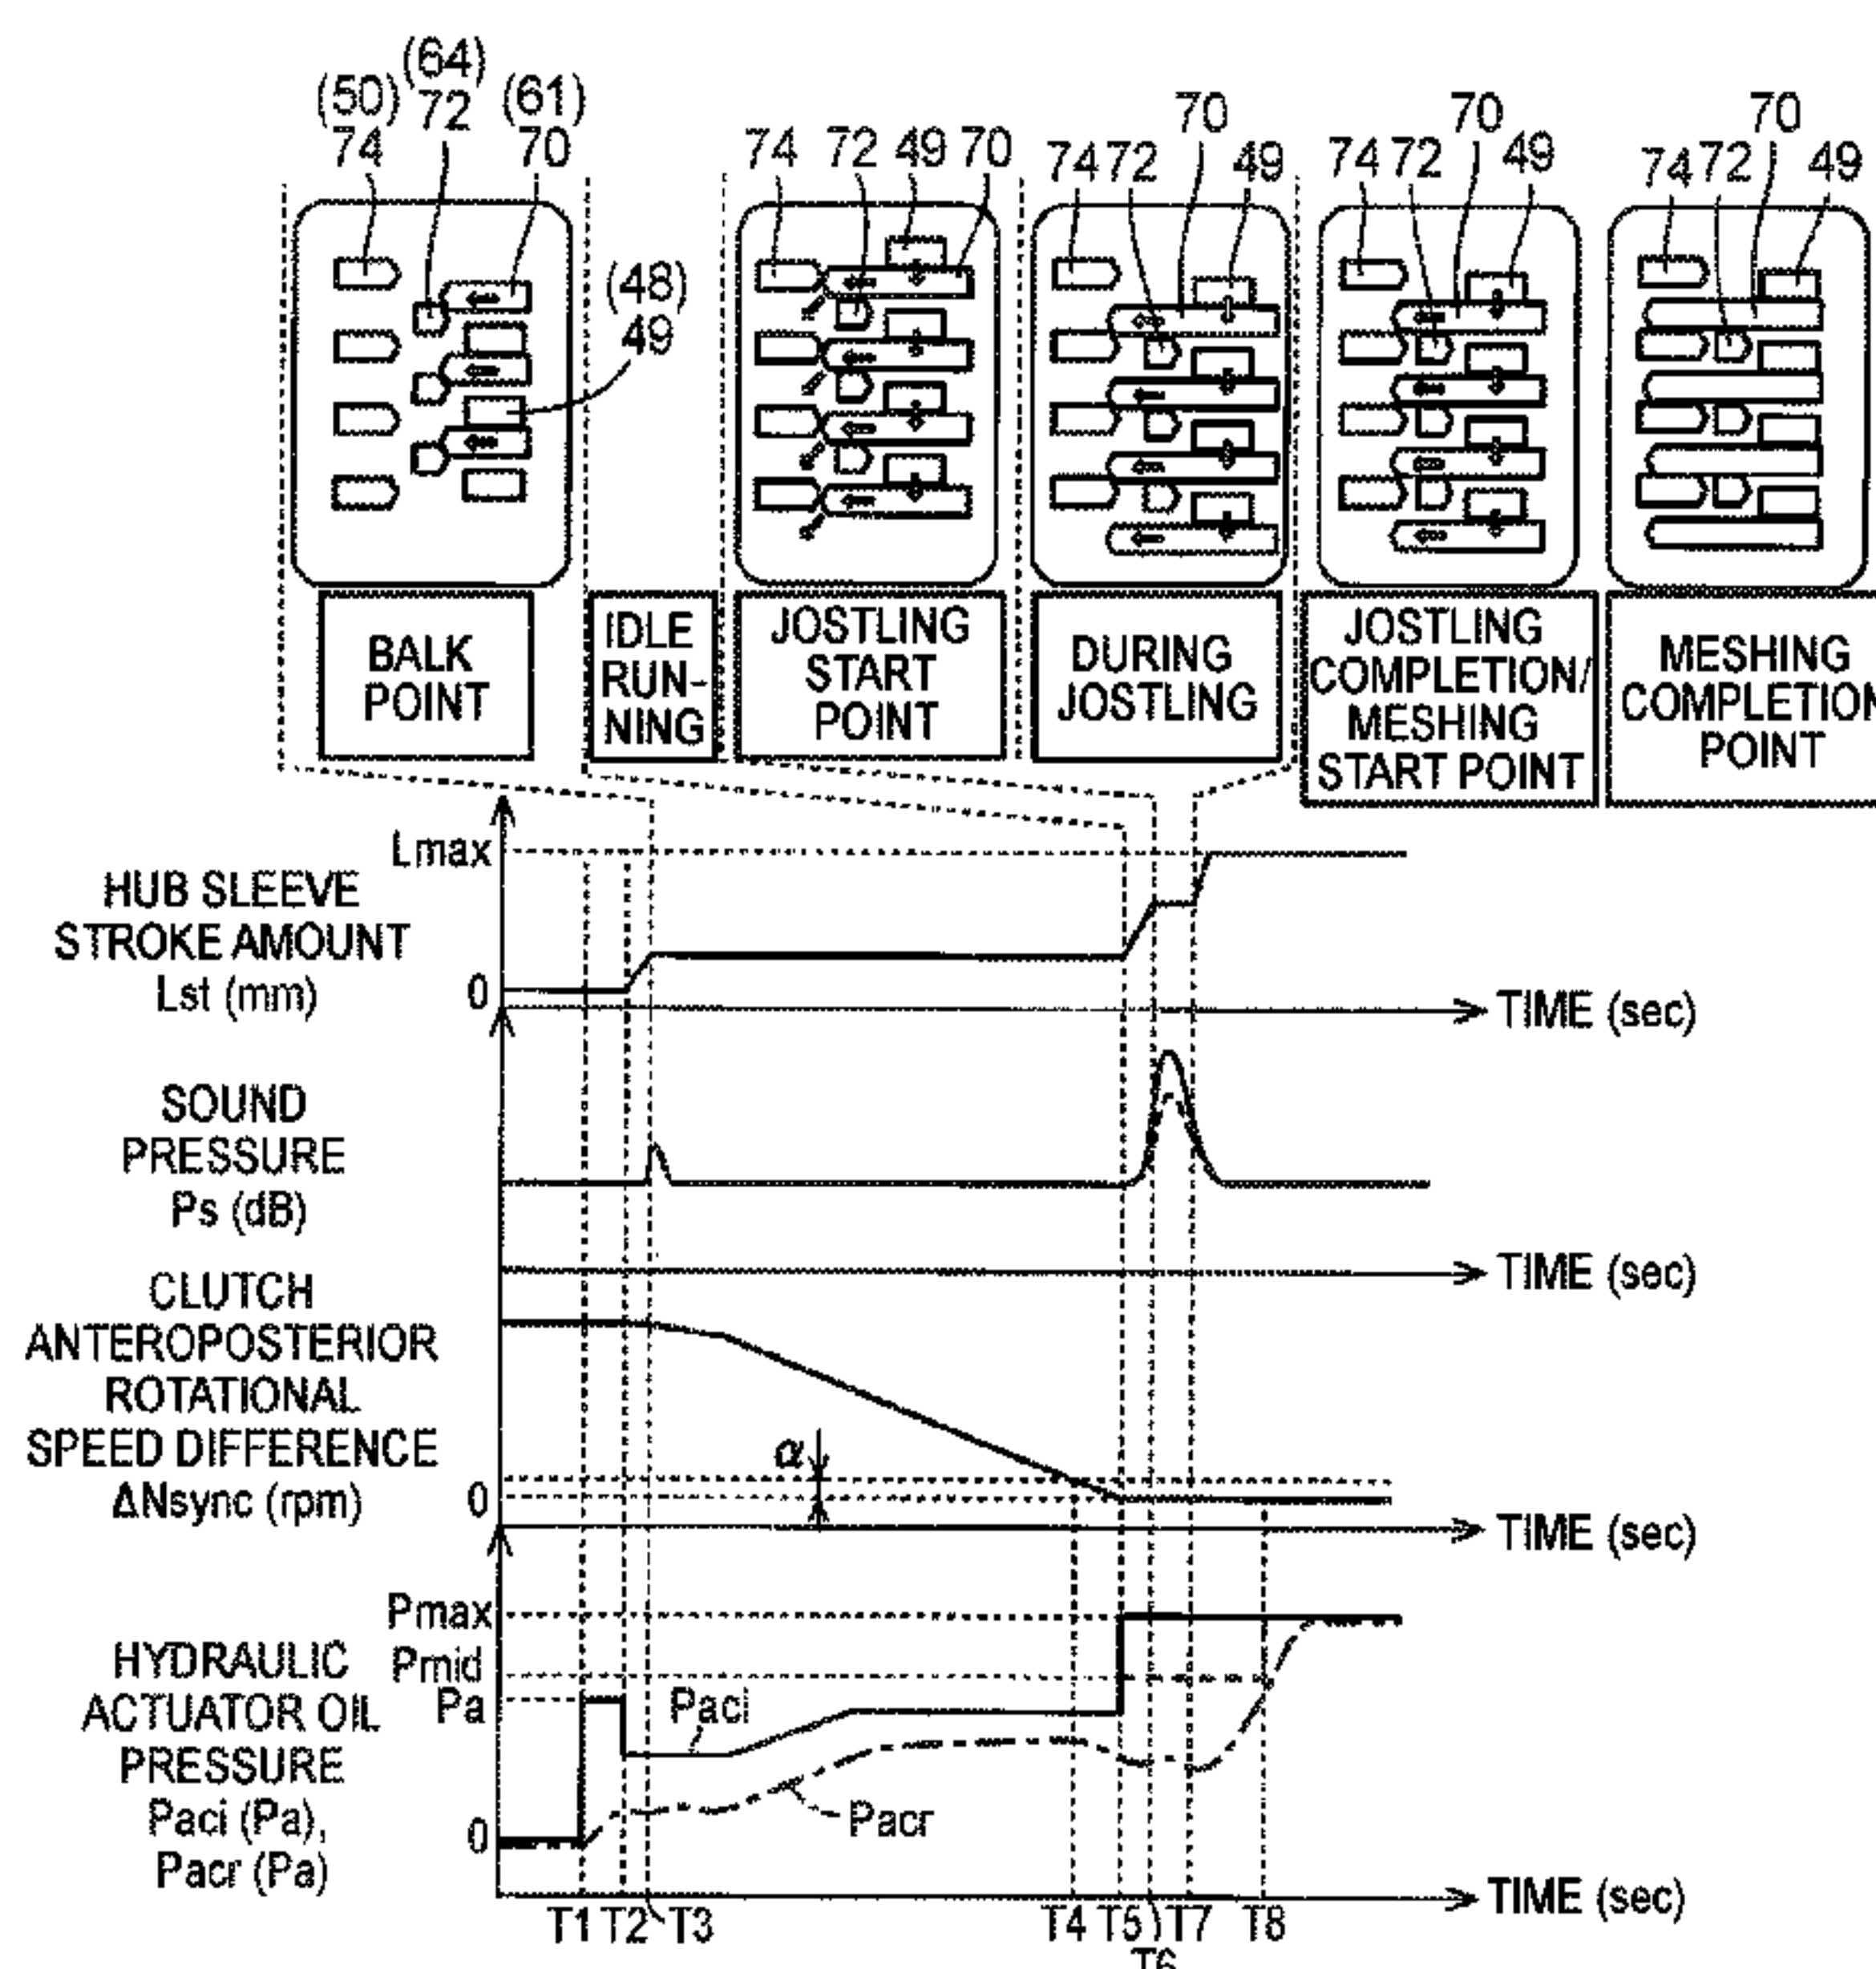 (50) (64) (61)
74 72 70
(48)
49
74 72 49 70
74 72 70 49
74 72 70 49
74 72 70 49
BALK
POINT
IDLE
RUN-
NING
JOSTLING
START
POINT
DURING
JOSTLING
JOSTLING
COMPLETION/
MESHING
START POINT
MESHING
COMPLETION
POINT
Lmax
HUB SLEEVE
STROKE AMOUNT
Lst (mm)
0
TIME (sec)
SOUND
PRESSURE
Ps (dB)
TIME (sec)
CLUTCH
ANTEROPOSTERIOR
ROTATIONAL
SPEED DIFFERENCE
ΔNsync (rpm)
α
0
TIME (sec)
Pmax
Pmid
Pa
HYDRAULIC
ACTUATOR OIL
PRESSURE
Paci (Pa),
Pacr (Pa)
Paci
Pacr
0
TIME (sec)
T1 T2 T3 T4 T5 T7 T8
T6